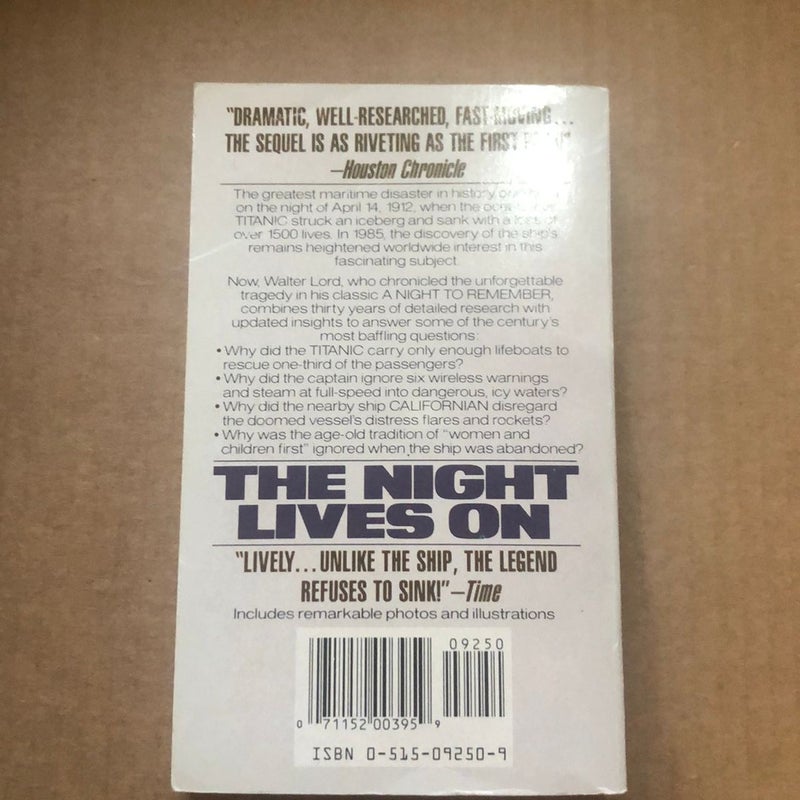 "DRAMATIC, WELL-RESEARCHED, FAST-MOVING...
THE SEQUEL IS AS RIVETING AS THE FIRST
—Houston Chronicle
The greatest maritime disaster in history
on the night of April 14, 1912, when the
TITANIC struck an iceberg and sank with a loss of
over 1500 lives. In 1985, the discovery of the ship's
remains heightened worldwide interest in this
fascinating subject.
Now, Walter Lord, who chronicled the unforgettable
tragedy in his classic A NIGHT TO REMEMBER,
combines thirty years of detailed research with
updated insights to answer some of the century's
most baffling questions:
• Why did the TITANIC carry only enough lifeboats to
rescue one-third of the passengers?
• Why did the captain ignore six wireless warnings
and steam at full-speed into dangerous, icy waters?
• Why did the nearby ship CALIFORNIAN disregard
the doomed vessel's distress flares and rockets?
• Why was the age-old tradition of "women and
children first" ignored when the ship was abandoned?
THE NIGHT
LIVES ON
"LIVELY...UNLIKE THE SHIP, THE LEGEND
REFUSES TO SINK!"—Time
Includes remarkable photos and illustrations
09250
0 71152 00395 9
ISBN 0-515-09250-9